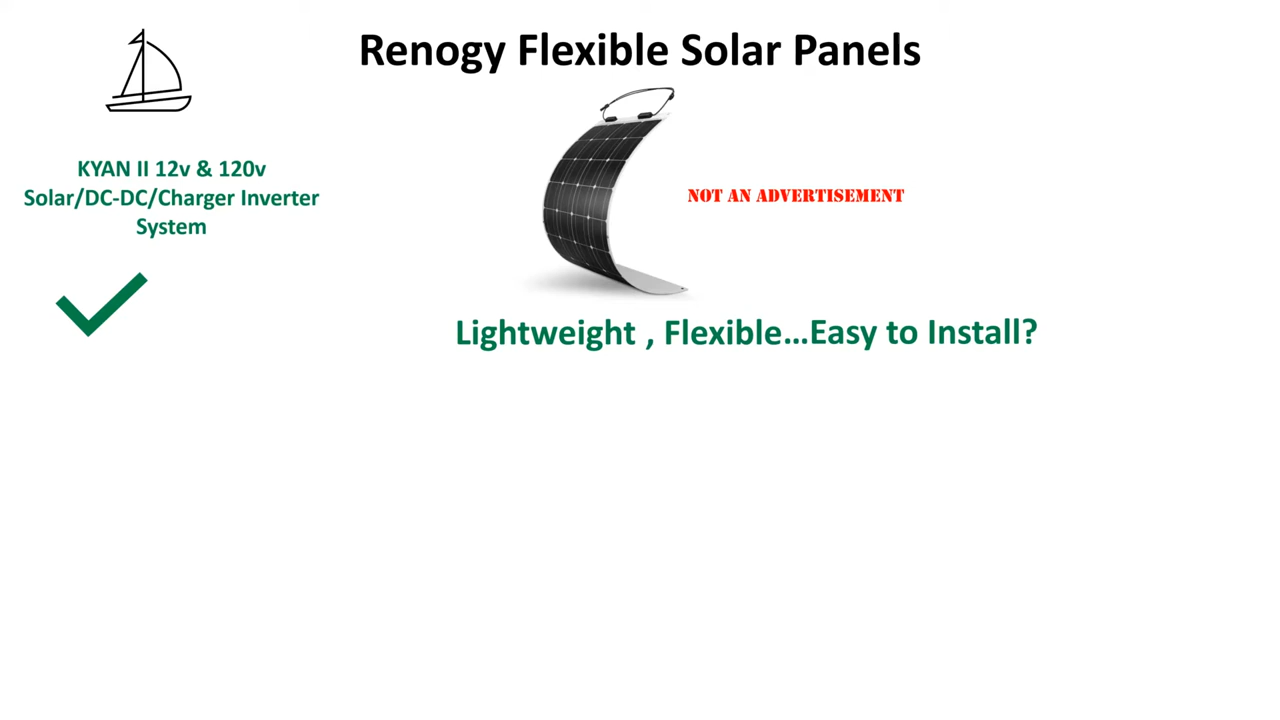 Renogy Flexible Solar Panels
KYAN II 12v & 120v
Solar/DC-DC/Charger Inverter
System
NOT AN ADVERTISEMENT
Lightweight , Flexible...Easy to Install?